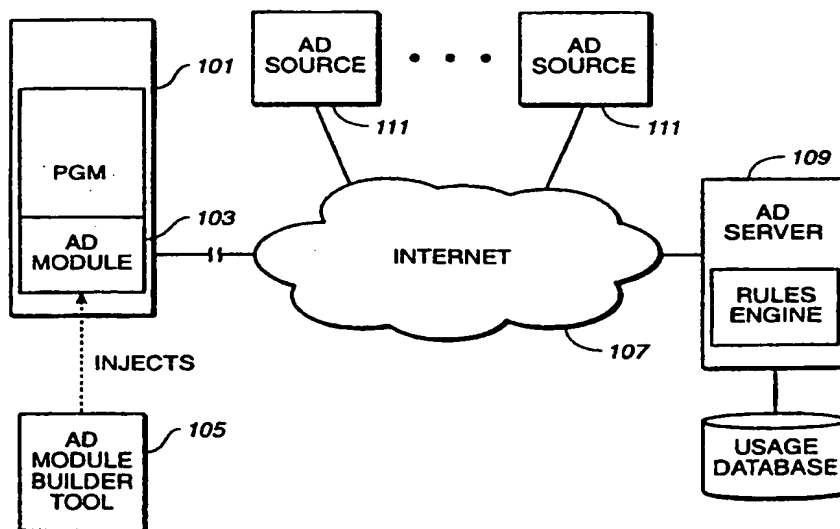 AD
SOURCE
111
AD
SOURCE
111
101
PGM
103
AD
MODULE
INJECTS
AD
MODULE
BUILDER
TOOL
105
INTERNET
107
109
AD
SERVER
RULES
ENGINE
USAGE
DATABASE